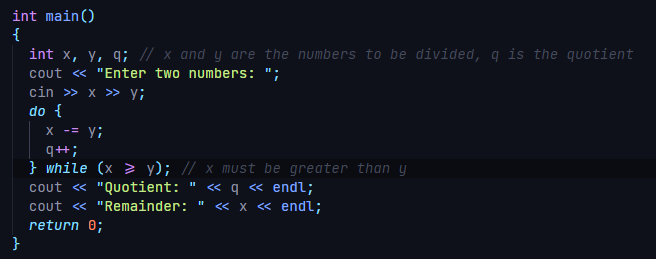 int main()
{
int x, y, q; // x and y are the numbers to be divided, q is the quotient
cout << "Enter two numbers: ";
cin >> x >> y;
do {
x -= y;
q++;
} while (x >= y); // x must be greater than y
cout << "Quotient: " << q << endl;
cout << "Remainder: " << x << endl;
return 0;
}